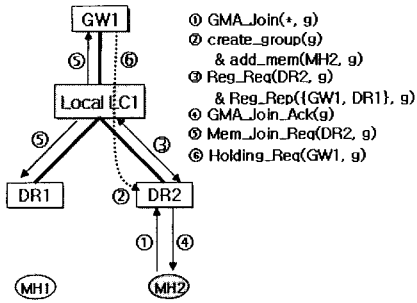 GW1
① GMA_Join(*, g)
② create_group(g)
& add_mem(MH2, g)
③ Reg_Req(DR2, g)
& Reg_Rep({GW1, DR1}, g)
④ GMA_Join_Ack(g)
⑤ Mem_Join_Req(DR2, g)
⑥ Holding_Req(GW1, g)
⑤
⑥
Local LC1
⑤
③
②
DR1
DR2
①
④
MH1
MH2